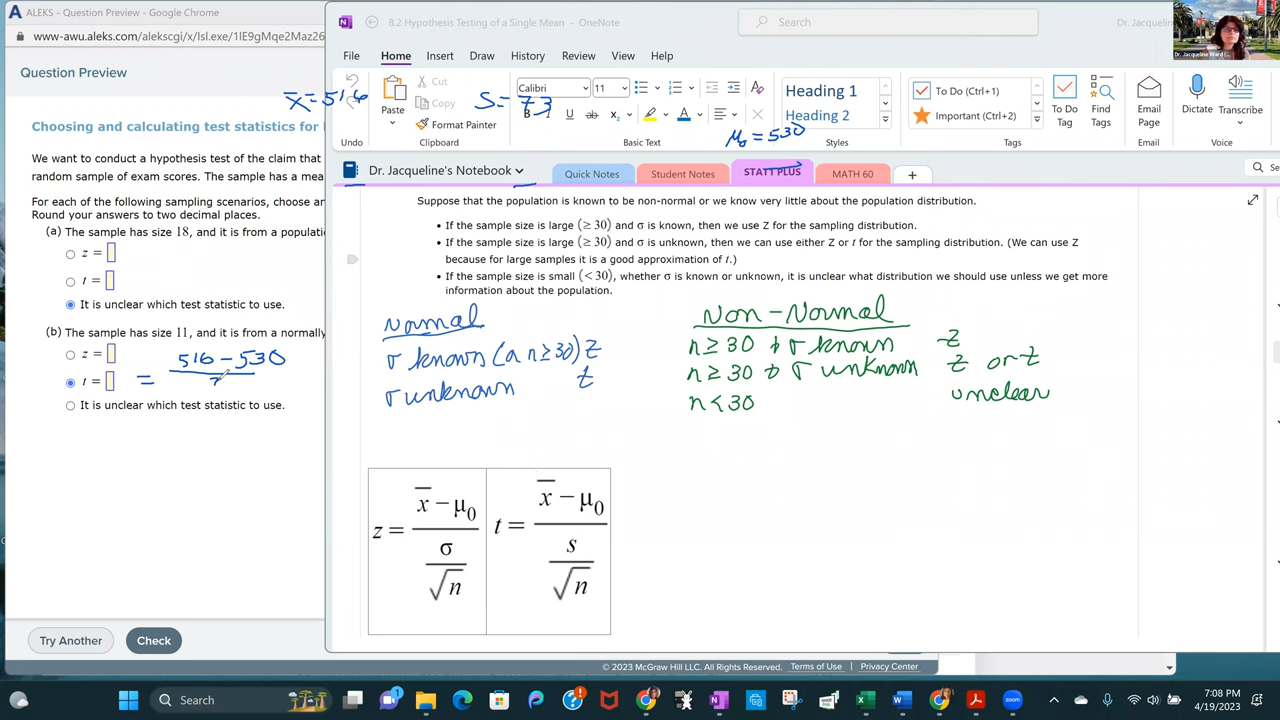 ALEKS - Question Preview - Google Chrome
www-awu.aleks.com/alekscgi/x/Isl.exe/1lE9gMqe2Maz26
Question Preview
Choosing and calculating test statistics for
We want to conduct a hypothesis test of the claim that
random sample of exam scores. The sample has a mea
For each of the following sampling scenarios, choose an
Round your answers to two decimal places.
(a) The sample has size 18, and it is from a population
z =
t =
It is unclear which test statistic to use.
(b) The sample has size 11, and it is from a normally
z =
t = = 516 - 530
It is unclear which test statistic to use.
Try Another
Check
8.2 Hypothesis Testing of a Single Mean - OneNote
Search
Dr. Jacqueline
Dr. Jacqueline Ward
File Home Insert Draw History Review View Help
Paste
Cut
Copy
Format Painter
Clipboard
Calibri 11
Basic Text
Heading 1
Heading 2
Styles
To Do (Ctrl+1)
Important (Ctrl+2)
Tags
To Do Tag
Find Tags
Email Page
Email
Dictate
Transcribe
Voice
x̄ = 516
s = 73
μ₀ = 530
Dr. Jacqueline's Notebook
Quick Notes
Student Notes
STATT PLUS
MATH 60
+
Se
Suppose that the population is known to be non-normal or we know very little about the population distribution.
• If the sample size is large (≥ 30) and σ is known, then we use Z for the sampling distribution.
• If the sample size is large (≥ 30) and σ is unknown, then we can use either Z or t for the sampling distribution. (We can use Z
because for large samples it is a good approximation of t.)
• If the sample size is small (< 30), whether σ is known or unknown, it is unclear what distribution we should use unless we get more
information about the population.
Normal
σ known (a n≥30) z
σ unknown t
Non-Normal
n ≥ 30 + σ known z
n ≥ 30 + σ unknown z or t
n < 30 unclear
z = x̄ − μ₀ / σ / √n
t = x̄ − μ₀ / s / √n
© 2023 McGraw Hill LLC. All Rights Reserved. Terms of Use | Privacy Center
Search
7:08 PM
4/19/2023